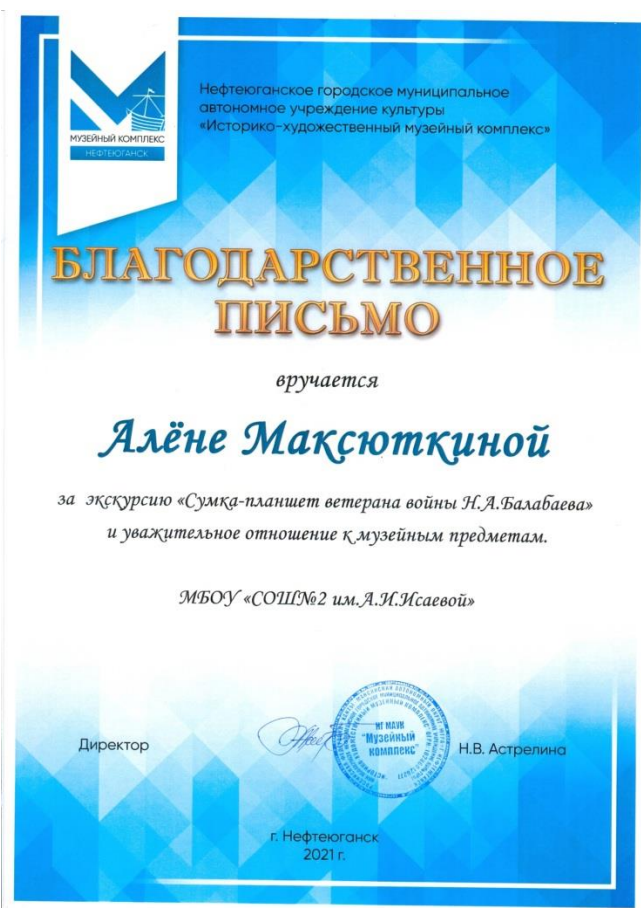 МУЗЕЙНЫЙ КОМПЛЕКС
НЕФТЕЮГАНСК
Нефтеюганское городское муниципальное
автономное учреждение культуры
«Историко-художественный музейный комплекс»
БЛАГОДАРСТВЕННОЕ
ПИСЬМО
вручается
Алёне Максюткиной
за экскурсию «Сумка-планшет ветерана войны Н.А.Балабаева»
и уважительное отношение к музейным предметам.
МБОУ «СОШ№2 им.А.И.Исаевой»
Директор
НГ МАУК
"Музейный
комплекс"
Н.В. Астрелина
г. Нефтеюганск
2021 г.